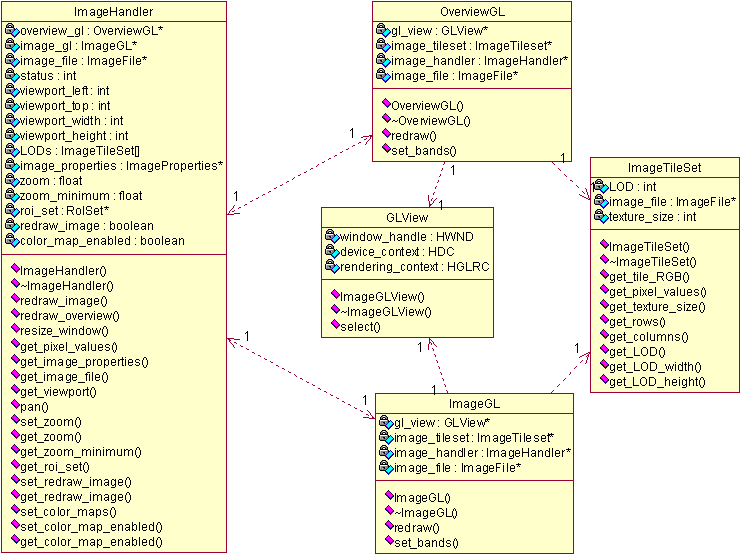 ImageHandler
overview_gl : OverviewGL*
image_gl : ImageGL*
image_file : ImageFile*
status : int
viewport_left : int
viewport_top : int
viewport_width : int
viewport_height : int
LODs : ImageTileSet[]
image_properties : ImageProperties*
zoom : float
zoom_minimum : float
roi_set : RoISet*
redraw_image : boolean
color_map_enabled : boolean
ImageHandler()
~ImageHandler()
redraw_image()
redraw_overview()
resize_window()
get_pixel_values()
get_image_properties()
get_image_file()
get_viewport()
pan()
set_zoom()
get_zoom()
get_zoom_minimum()
get_roi_set()
set_redraw_image()
get_redraw_image()
set_color_maps()
set_color_map_enabled()
get_color_map_enabled()
1
1
1
1
OverviewGL
gl_view : GLView*
image_tileset : ImageTileset*
image_handler : ImageHandler*
image_file : ImageFile*
OverviewGL()
~OverviewGL()
redraw()
set_bands()
1
1
1
1
GLView
window_handle : HWND
device_context : HDC
rendering_context : HGLRC
ImageGLView()
~ImageGLView()
select()
1
1
1
1
ImageGL
gl_view : GLView*
image_tileset : ImageTileset*
image_handler : ImageHandler*
image_file : ImageFile*
ImageGL()
~ImageGL()
redraw()
set_bands()
ImageTileSet
LOD : int
image_file : ImageFile*
texture_size : int
ImageTileSet()
~ImageTileSet()
get_tile_RGB()
get_pixel_values()
get_texture_size()
get_rows()
get_columns()
get_LOD()
get_LOD_width()
get_LOD_height()